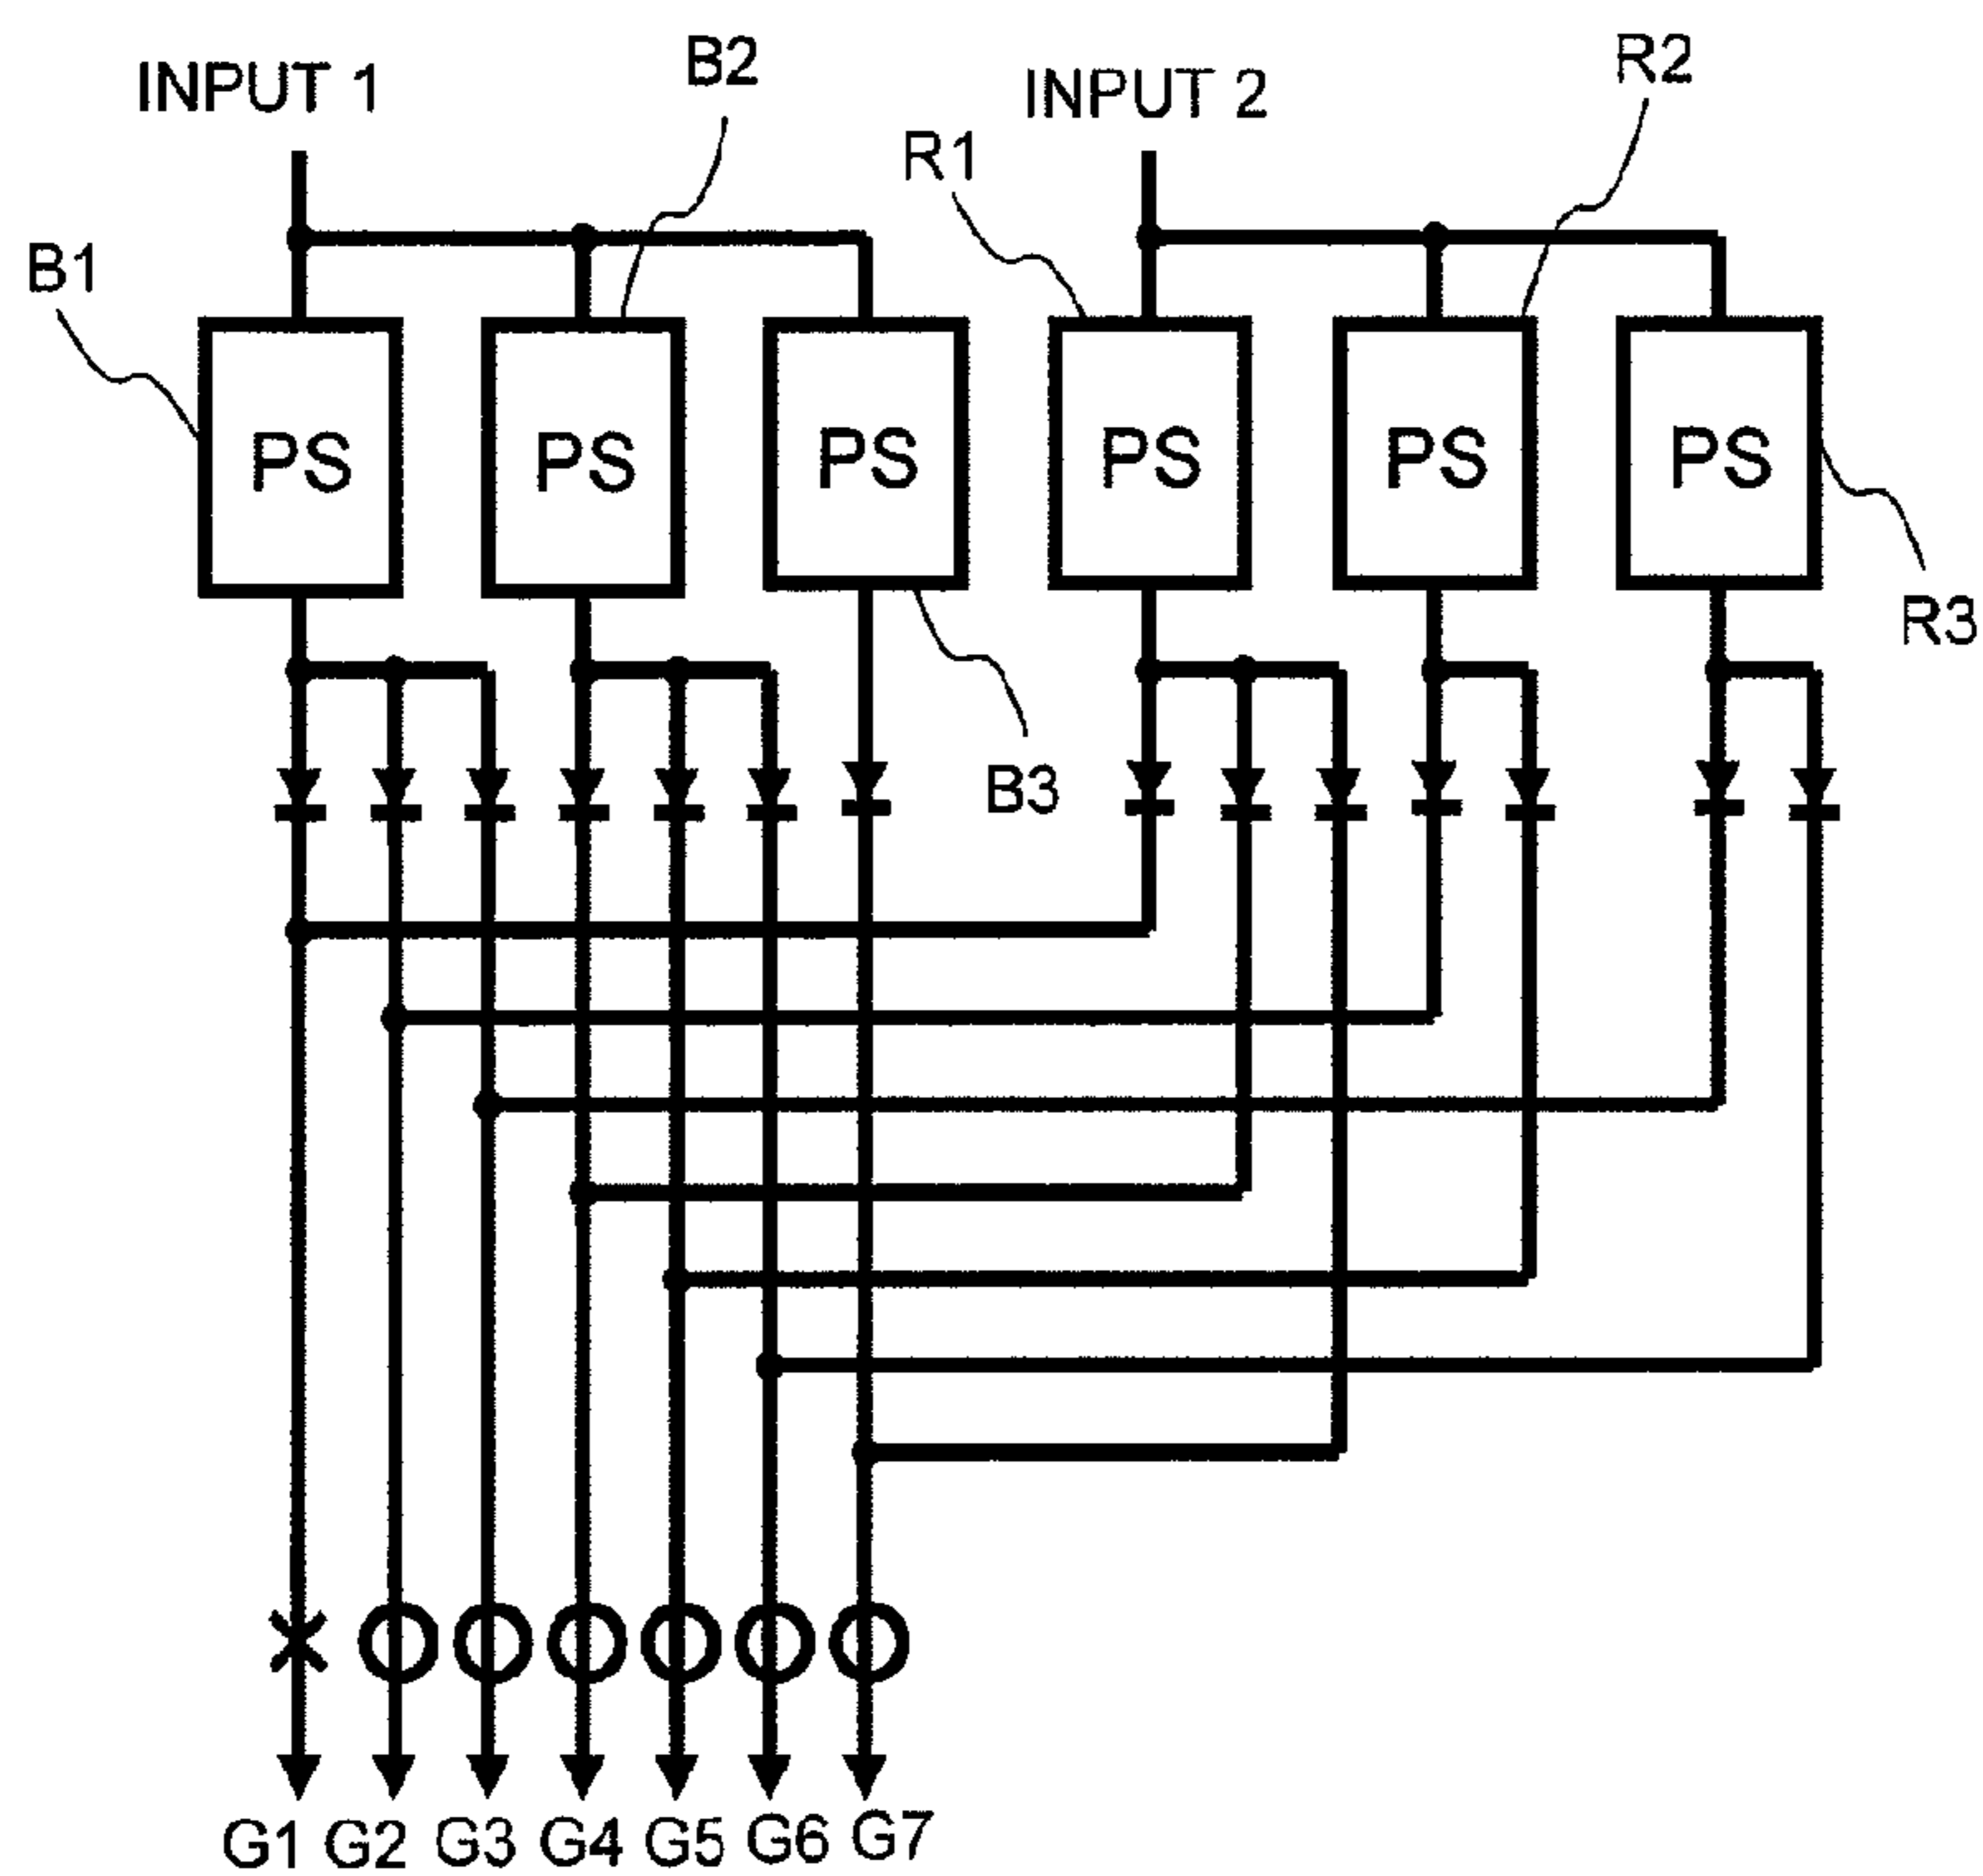 INPUT 1
B2
INPUT 2
R2
R1
B1
PS PS PS PS PS PS
R3
B3
G1 G2 G3 G4 G5 G6 G7